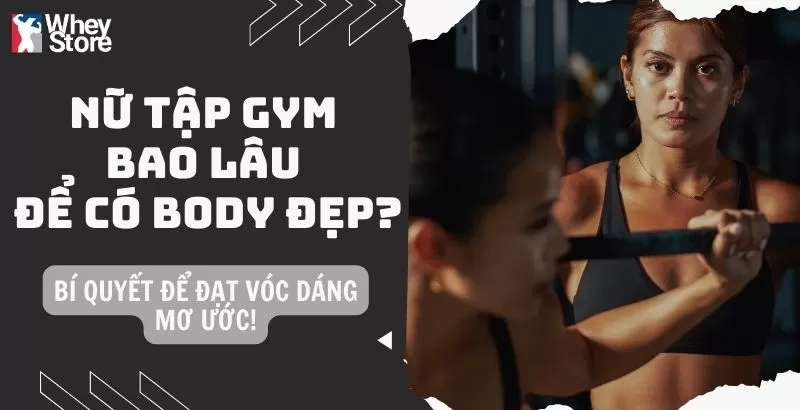 Whey
Store
NỮ TẬP GYM
BAO LÂU
ĐỂ CÓ BODY ĐẸP?
BÍ QUYẾT ĐỂ ĐẠT VÓC DÁNG
MƠ ƯỚC!